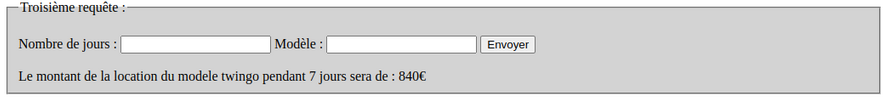 Troisième requête :
Nombre de jours : Modèle : Envoyer
Le montant de la location du modele twingo pendant 7 jours sera de : 840€